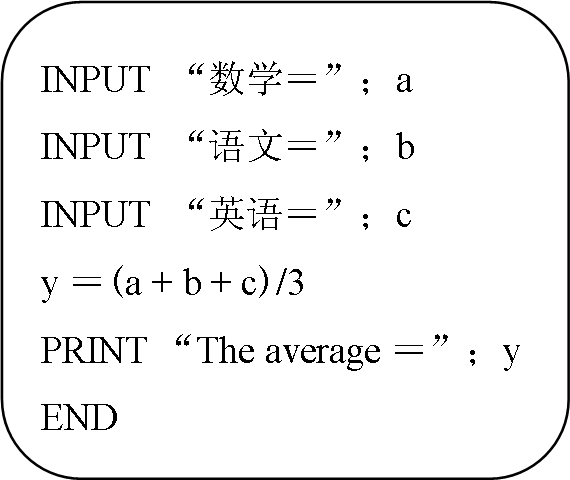 INPUT “数学＝”；a
INPUT “语文＝”；b
INPUT “英语＝”；c
y＝(a＋b＋c)/3
PRINT “The average＝”；y
END